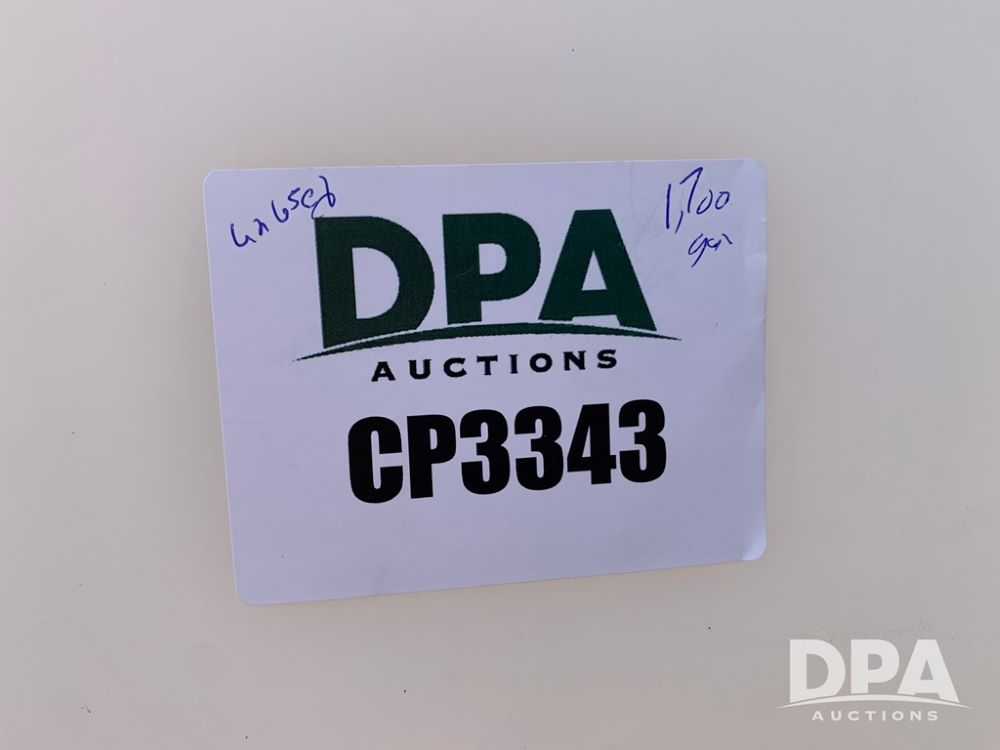 1,700
gal
DPA
AUCTIONS
CP3343
DPA
AUCTIONS